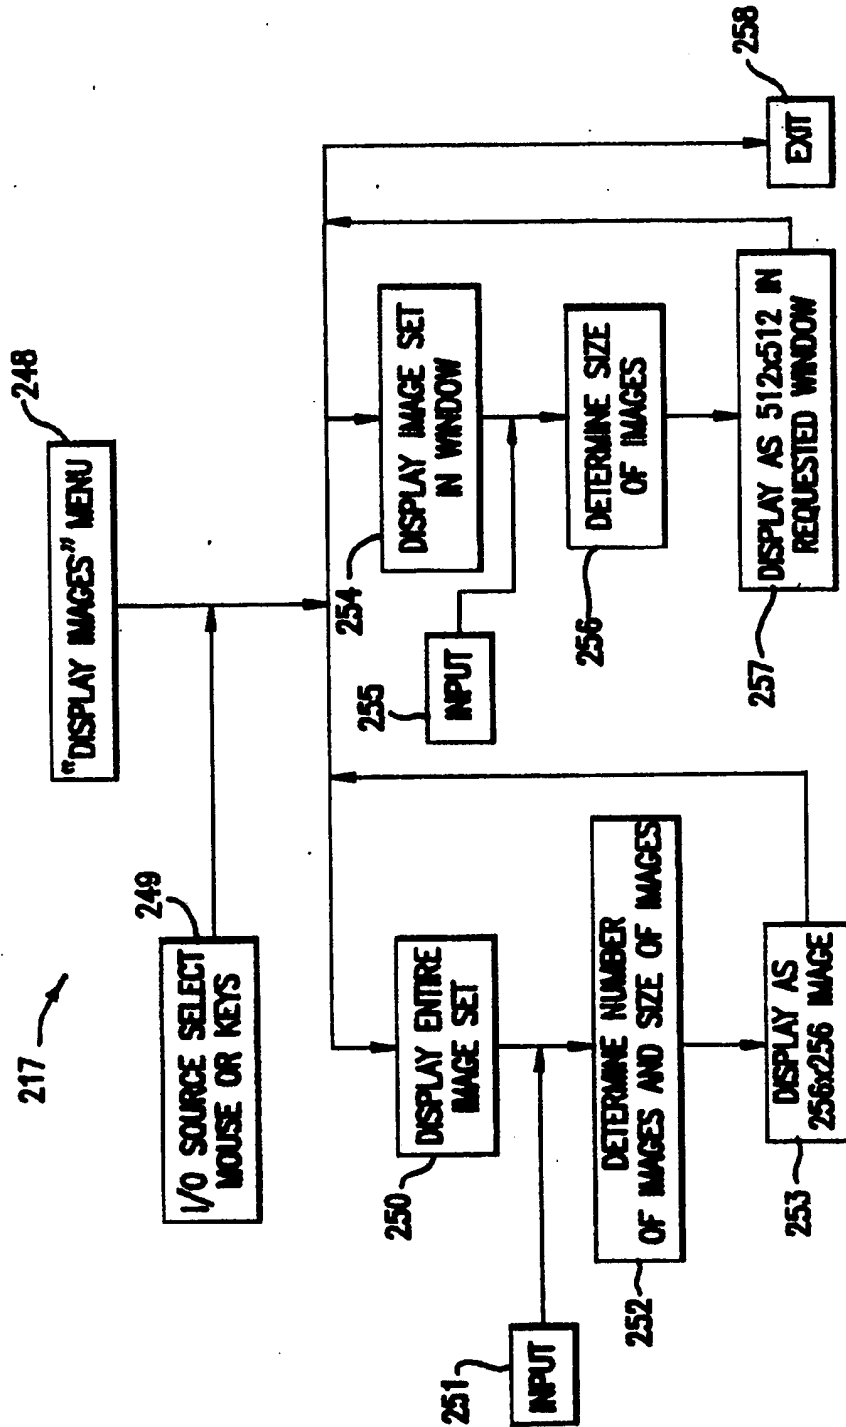 217
"DISPLAY IMAGES" MENU
248
I/O SOURCE SELECT
MOUSE OR KEYS
249
DISPLAY ENTIRE
IMAGE SET
250
INPUT
251
DETERMINE NUMBER
OF IMAGES AND SIZE OF IMAGES
252
DISPLAY AS
256x256 IMAGE
253
DISPLAY IMAGE SET
IN WINDOW
254
INPUT
255
DETERMINE SIZE
OF IMAGES
256
DISPLAY AS 512x512 IN
REQUESTED WINDOW
257
EXIT
258